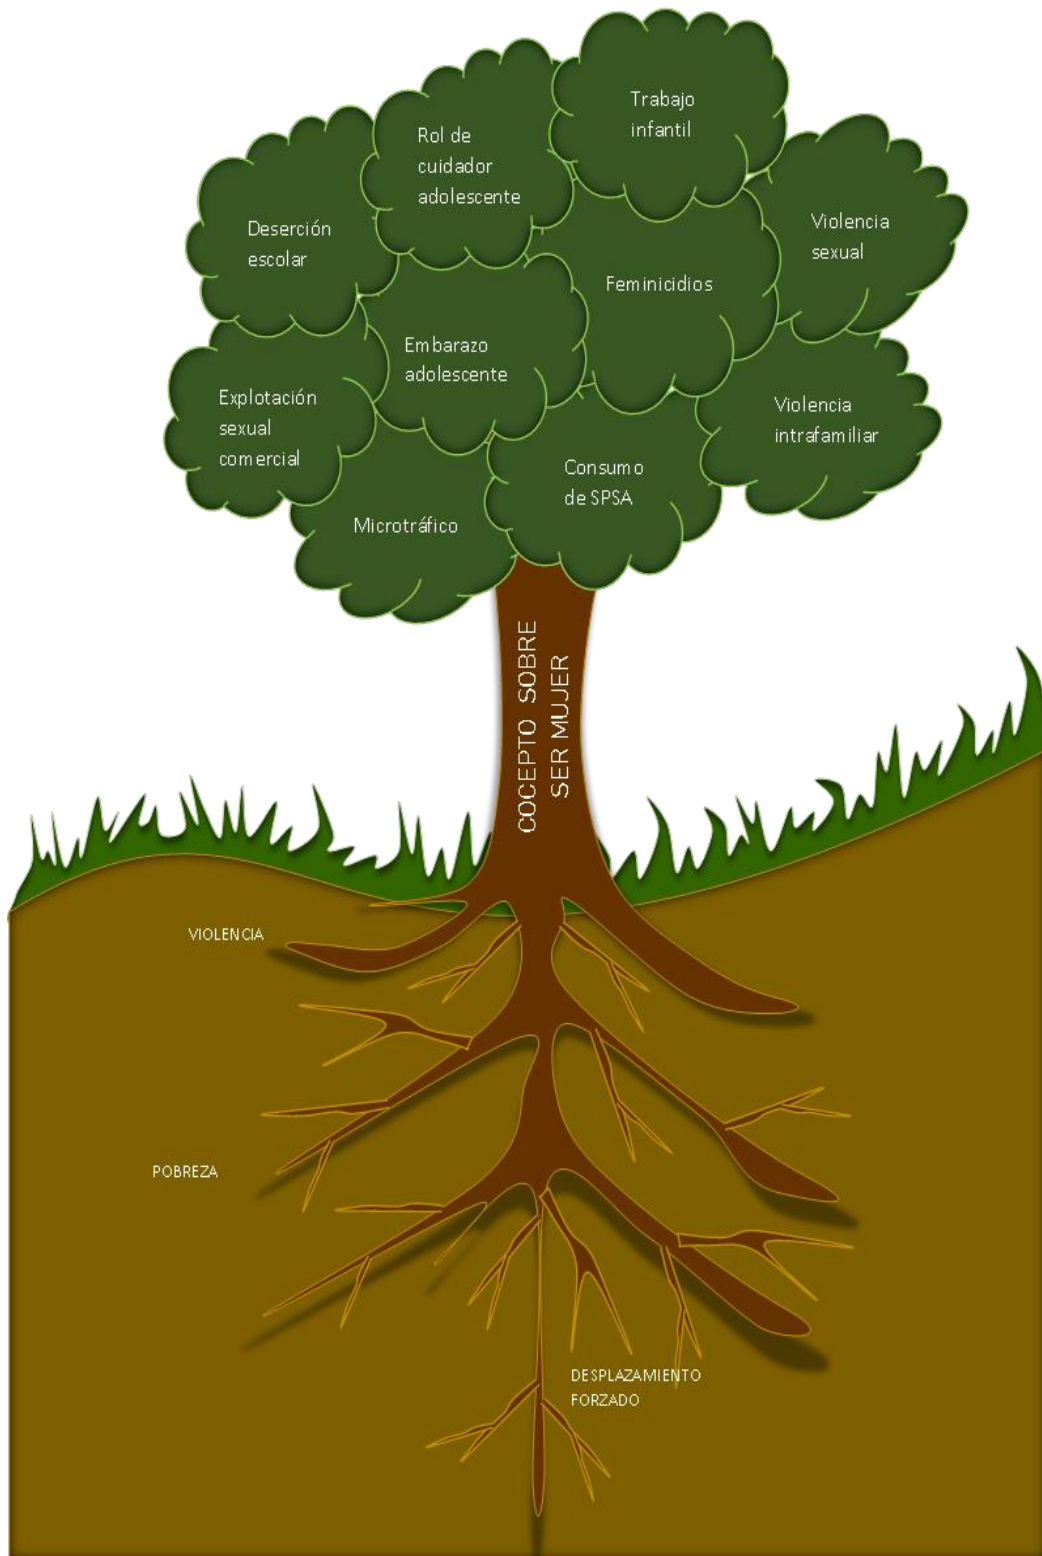 Trabajo
infantil
Rol de
cuidador
adolescente
Violencia
sexual
Deserción
escolar
Feminicidios
Embarazo
adolescente
Explotación
sexual
comercial
Violencia
intrafamiliar
Consumo
de SPSA
Microtráfico
COCEPTO SOBRE
SER MUJER
VIOLENCIA
POBREZA
DESPLAZAMIENTO
FORZADO